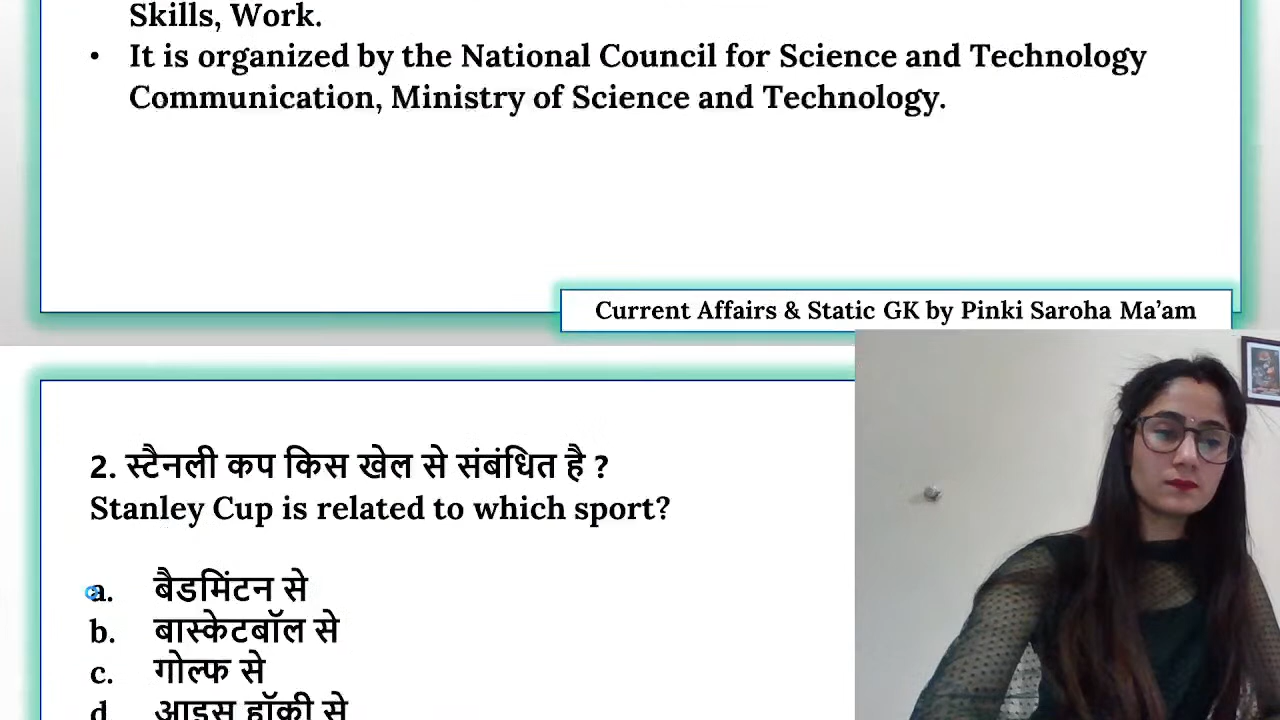 Skills, Work.
• It is organized by the National Council for Science and Technology
Communication, Ministry of Science and Technology.
Current Affairs & Static GK by Pinki Saroha Ma’am
2. स्टैनली कप किस खेल से संबंधित है ?
Stanley Cup is related to which sport?
a. बैडमिंटन से
b. बास्केटबॉल से
c. गोल्फ से
d. आइस हॉकी से